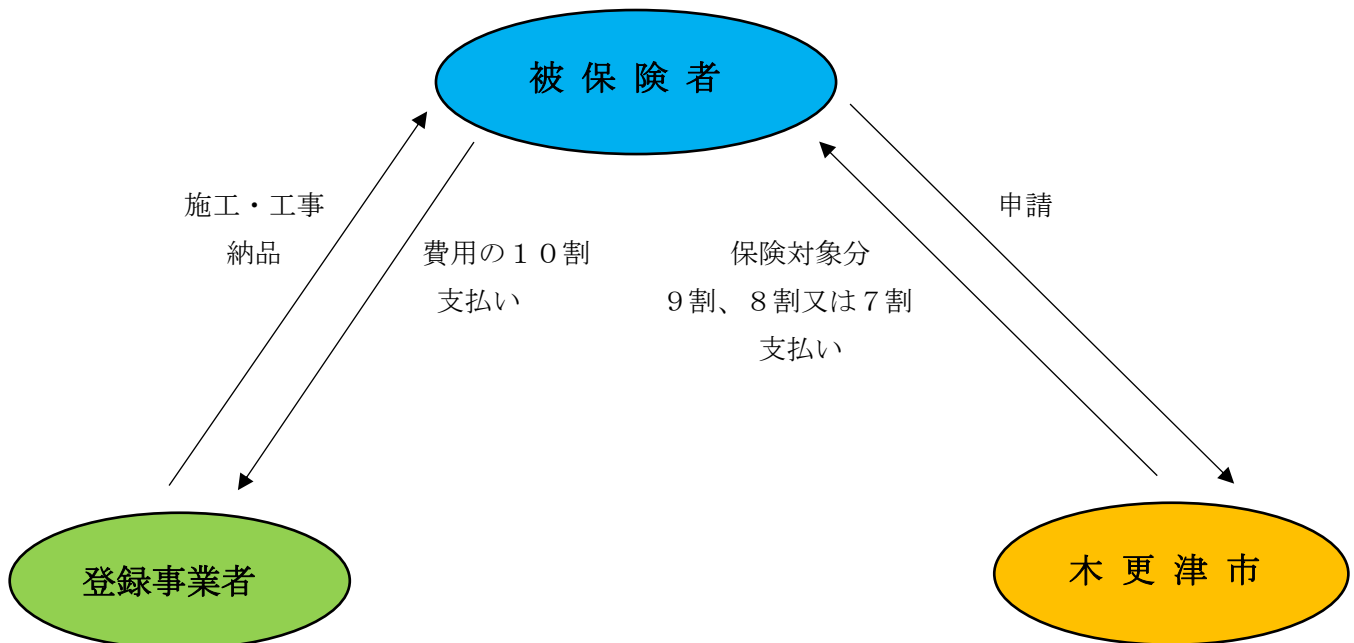 被保険者
施工・工事
納品
費用の１０割
支払い
保険対象分
９割、８割又は７割
支払い
申請
登録事業者
木更津市